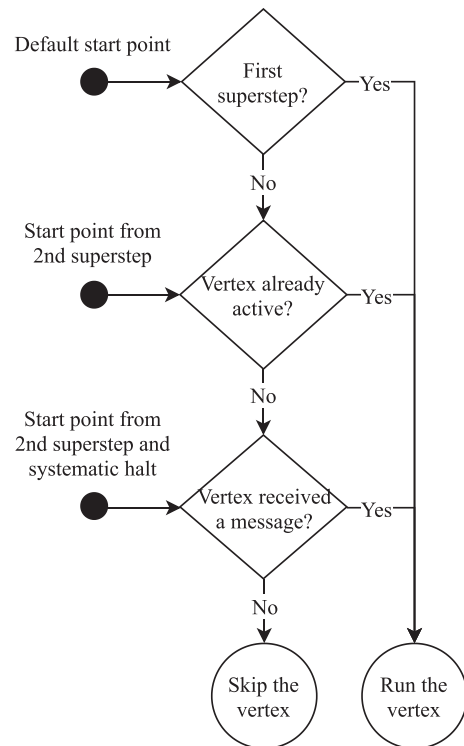 Default start point
First
superstep?
Yes
No
Start point from
2nd superstep
Vertex already
active?
Yes
No
Start point from
2nd superstep and
systematic halt
Vertex received
a message?
Yes
No
Skip the
vertex
Run the
vertex